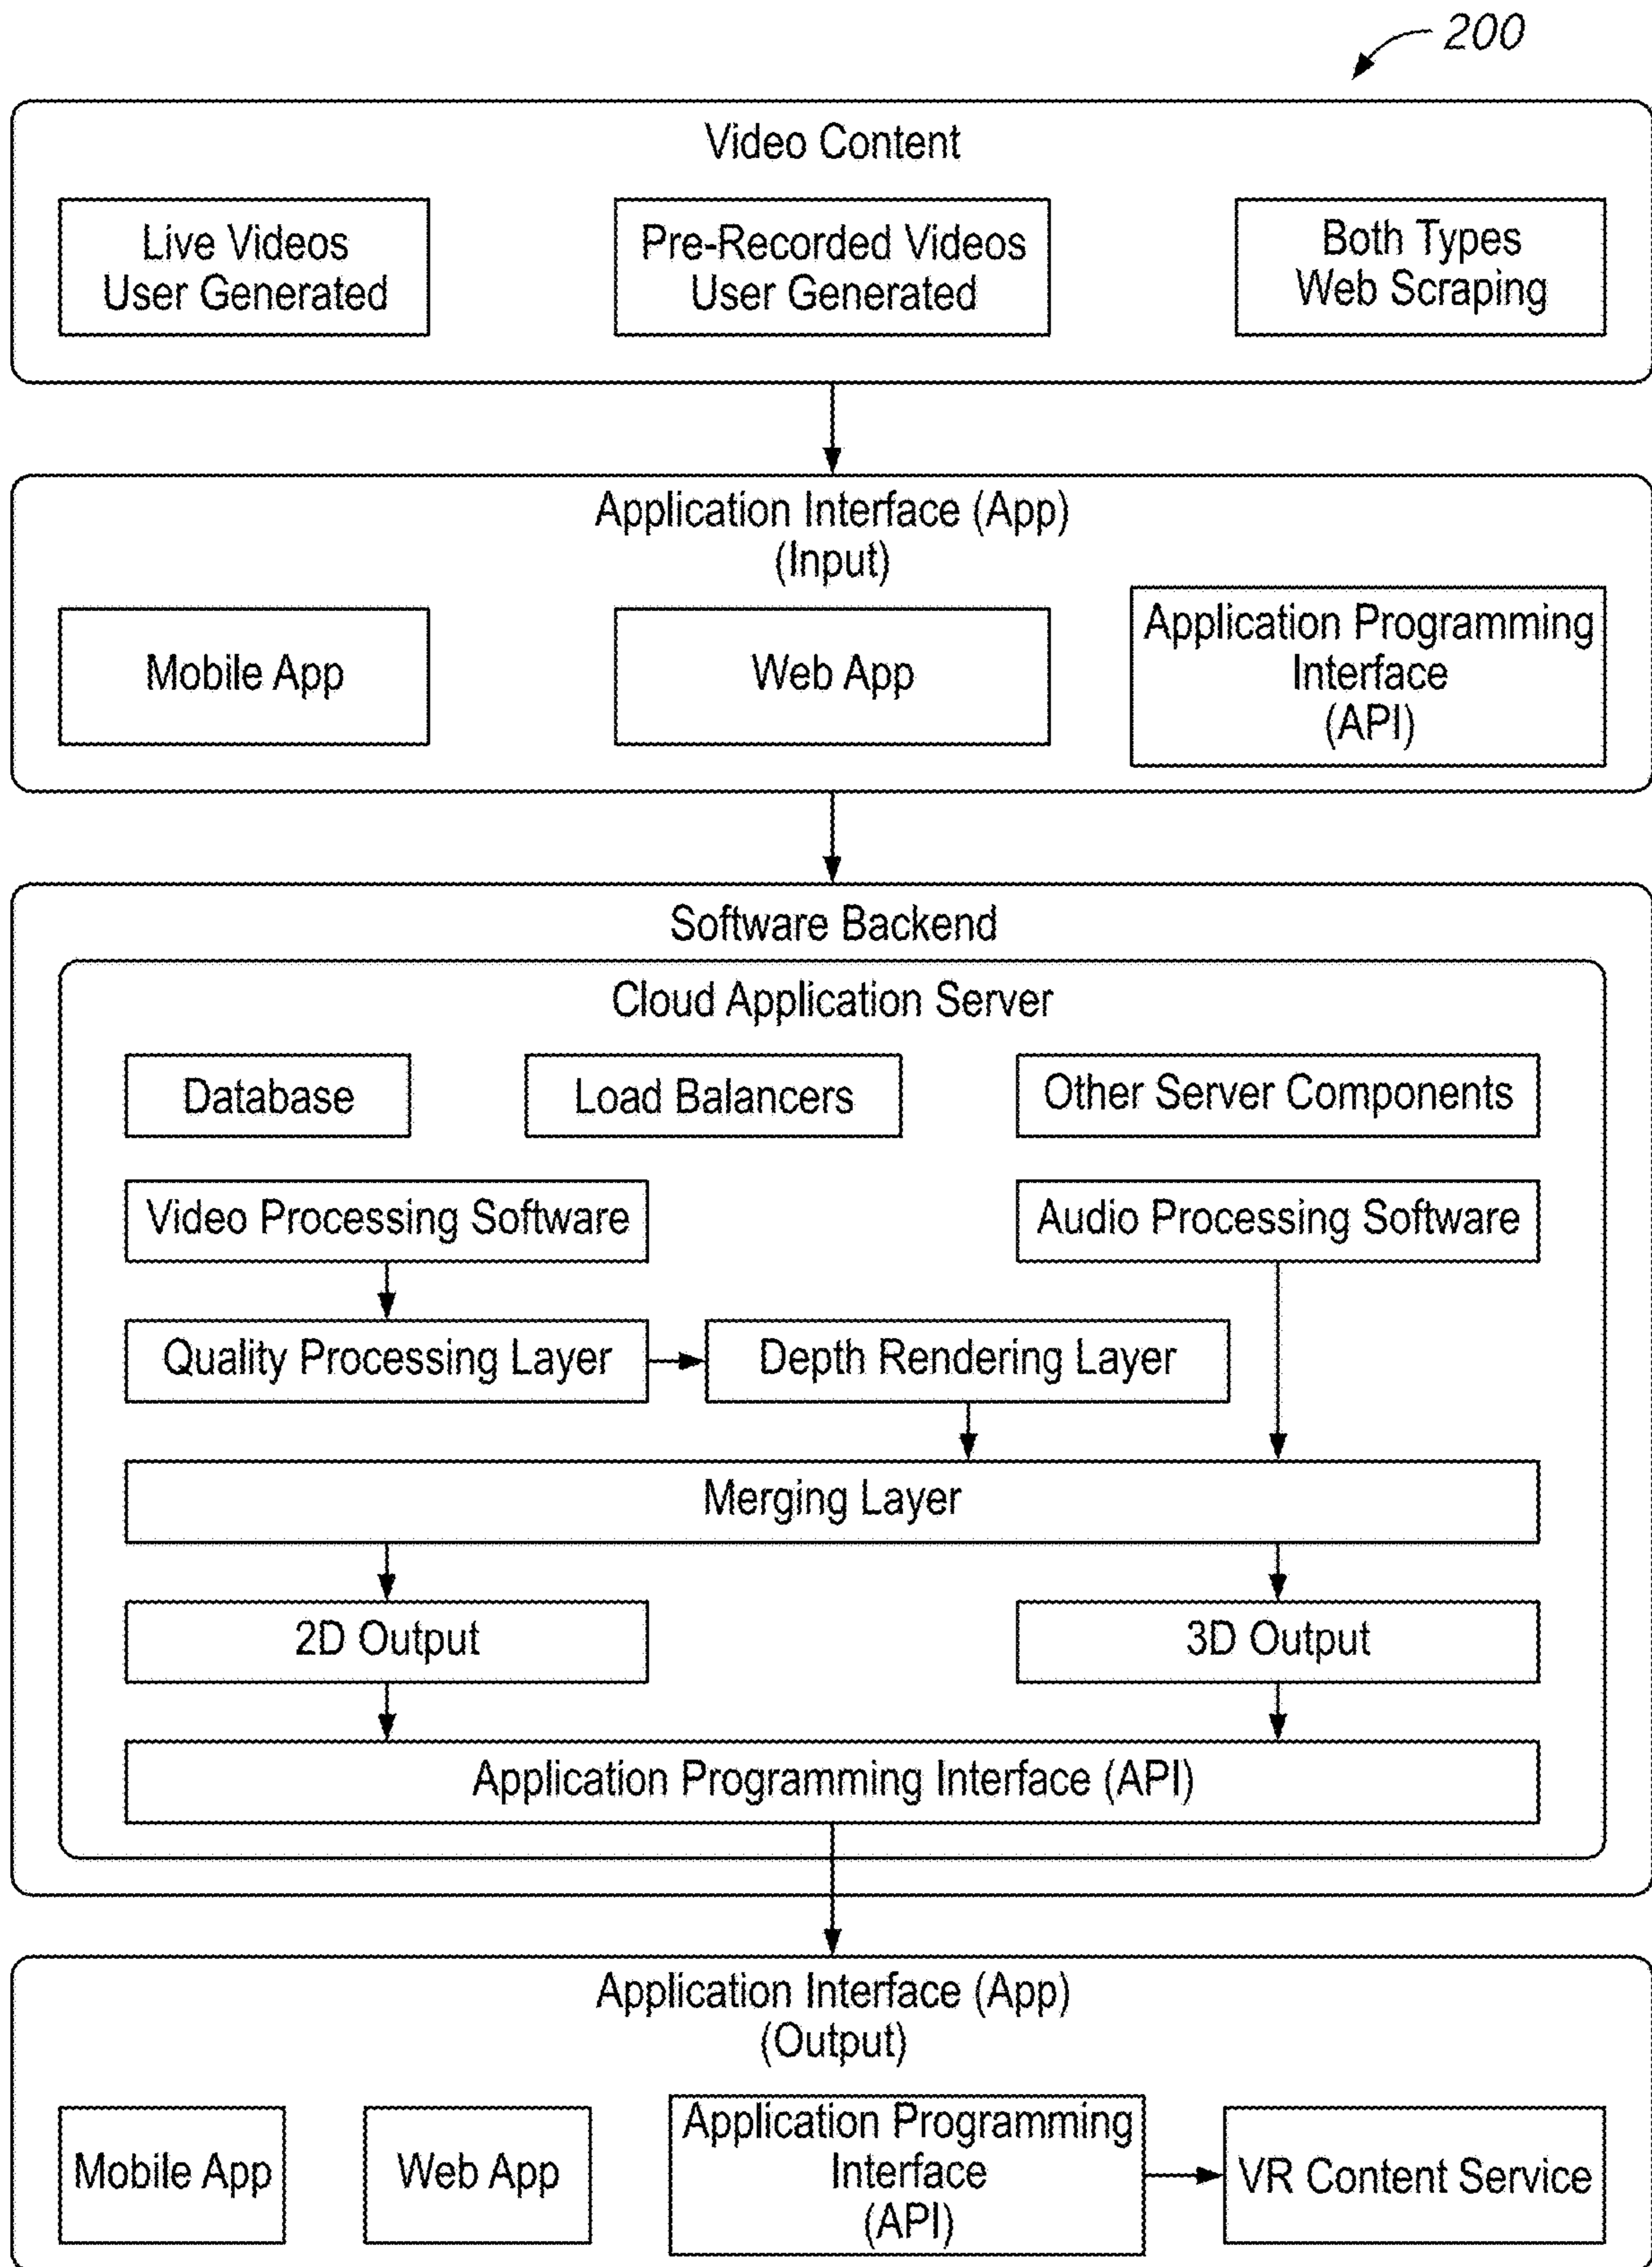 200
Video Content
Live Videos
User Generated
Pre-Recorded Videos
User Generated
Both Types
Web Scraping
Application Interface (App)
(Input)
Mobile App
Web App
Application Programming
Interface
(API)
Software Backend
Cloud Application Server
Database
Load Balancers
Other Server Components
Video Processing Software
Audio Processing Software
Quality Processing Layer
Depth Rendering Layer
Merging Layer
2D Output
3D Output
Application Programming Interface (API)
Application Interface (App)
(Output)
Mobile App
Web App
Application Programming
Interface
(API)
VR Content Service